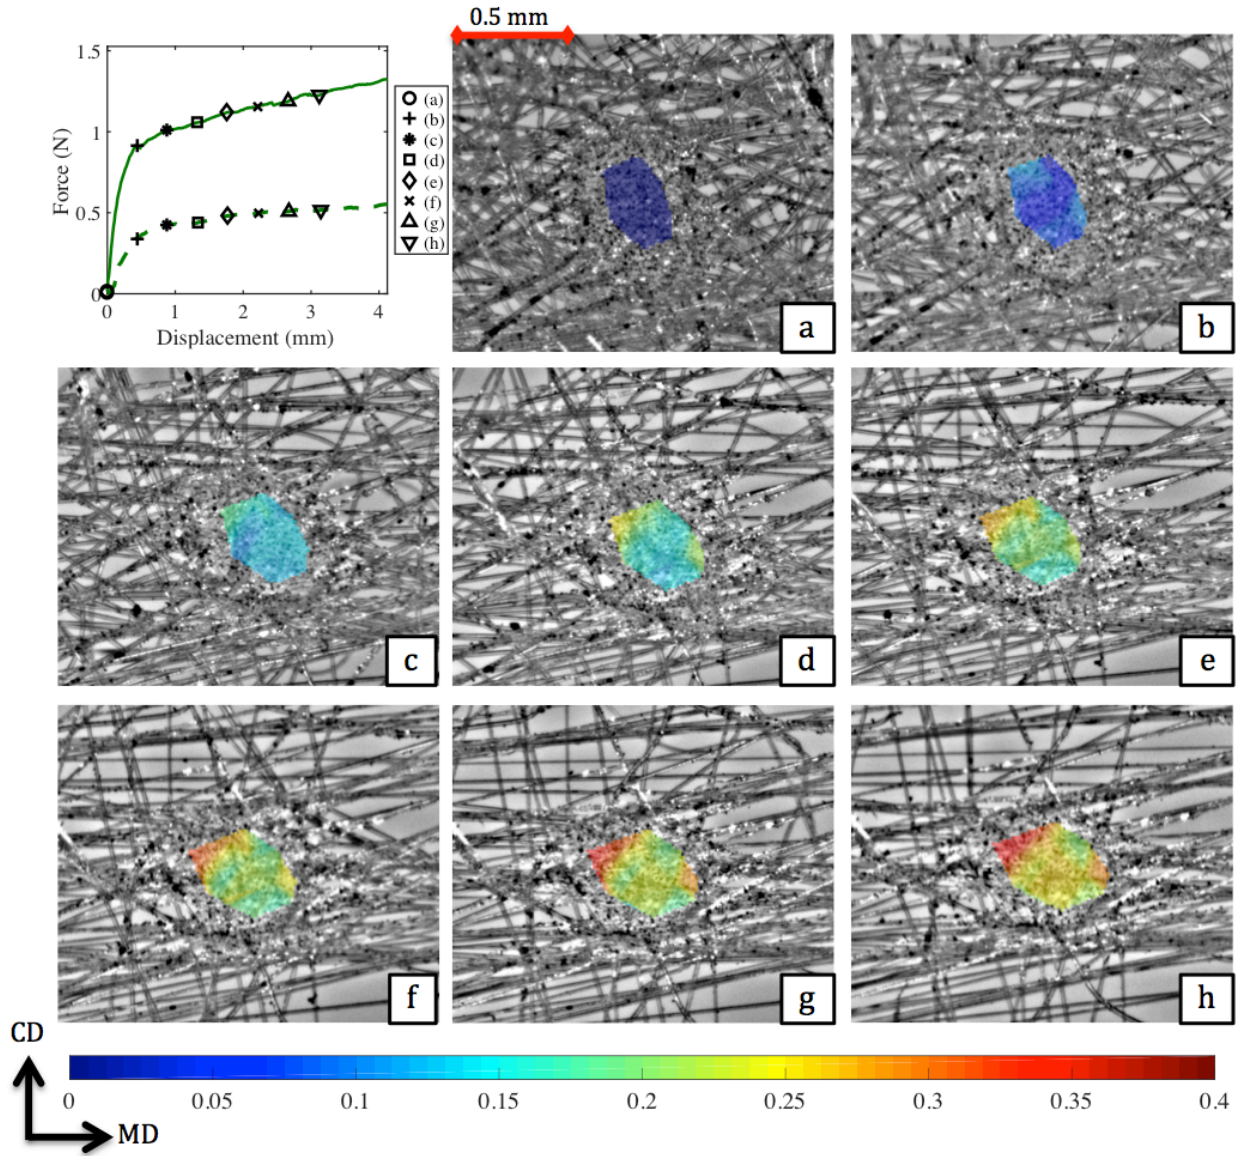 0.5 mm
1.5
1
0.5
0
0 1 2 3 4
Force (N)
Displacement (mm)
(a)
(b)
(c)
(d)
(e)
(f)
(g)
(h)
a
b
c
d
e
f
g
h
CD
MD
0 0.05 0.1 0.15 0.2 0.25 0.3 0.35 0.4